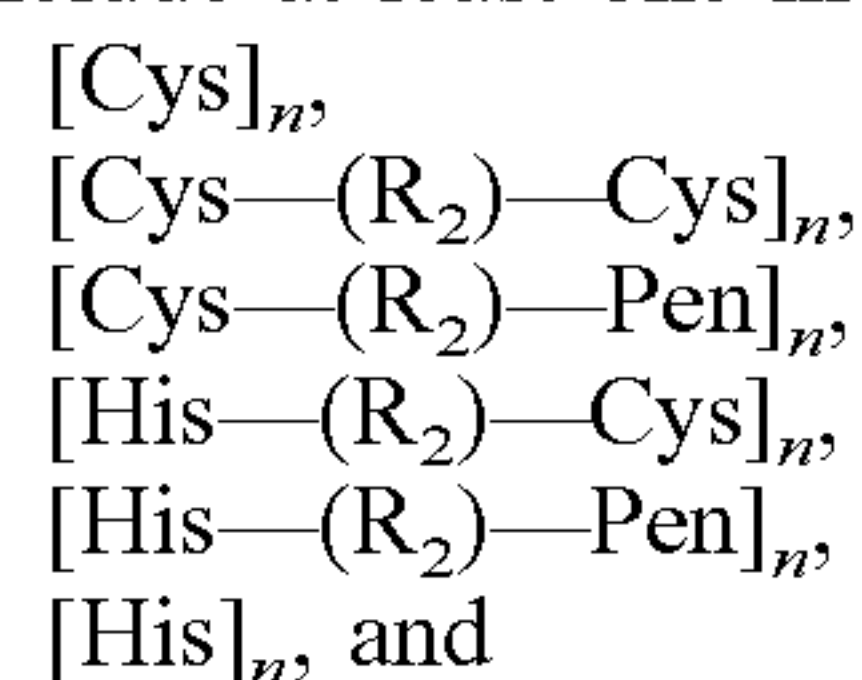 [Cys]n,
[Cys—(R2)—Cys]n,
[Cys—(R2)—Pen]n,
[His—(R2)—Cys]n,
[His—(R2)—Pen]n,
[His]n, and